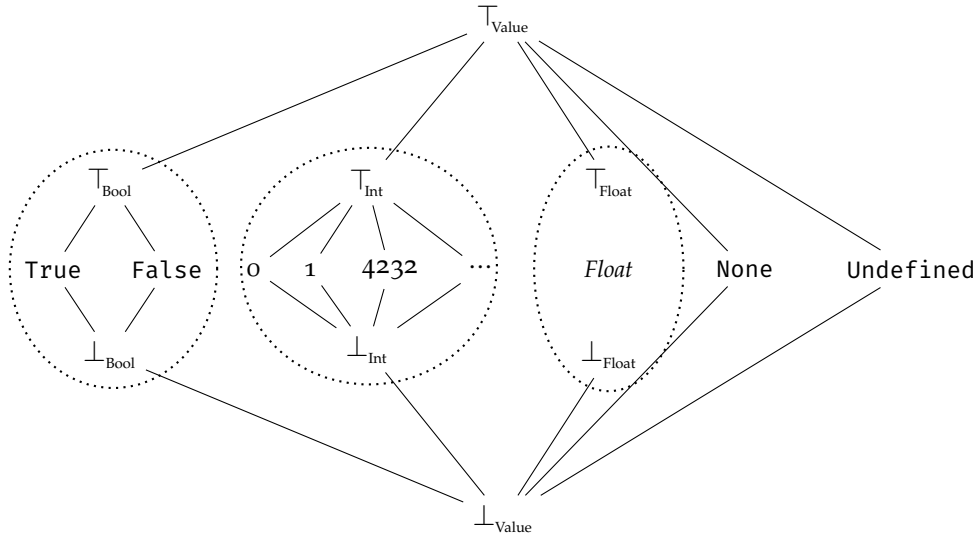 ⊤Value
⊤Bool ⊤Int ⊤Float
True False 0 1 4232 ... Float None Undefined
⊥Bool ⊥Int ⊥Float
⊥Value